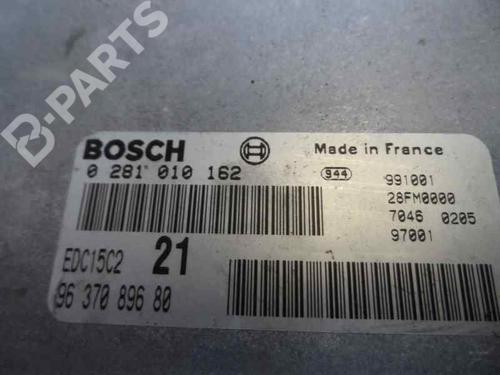 B-PARTS
BOSCH
Made in France
0 281 010 162
944
991001
28FM0000
7046 0205
97001
EDC15C2 21
96 370 896 80